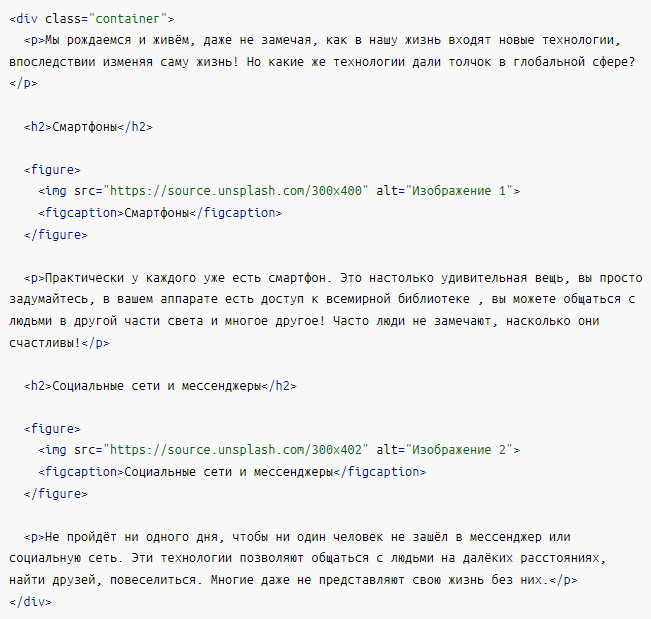 <div class="container">
<p>Мы рождаемся и живём, даже не замечая, как в нашу жизнь входят новые технологии,
впоследствии изменяя саму жизнь! Но какие же технологии дали толчок в глобальной сфере?
</p>
<h2>Смартфоны</h2>
<figure>
<img src="https://source.unsplash.com/300x400" alt="Изображение 1">
<figcaption>Смартфоны</figcaption>
</figure>
<p>Практически у каждого уже есть смартфон. Это настолько удивительная вещь, вы просто
задумайтесь, в вашем аппарате есть доступ к всемирной библиотеке , вы можете общаться с
людьми в другой части света и многое другое! Часто люди не замечают, насколько они
счастливы!</p>
<h2>Социальные сети и мессенджеры</h2>
<figure>
<img src="https://source.unsplash.com/300x402" alt="Изображение 2">
<figcaption>Социальные сети и мессенджеры</figcaption>
</figure>
<p>Не пройдёт ни одного дня, чтобы ни один человек не зашёл в мессенджер или
социальную сеть. Эти технологии позволяют общаться с людьми на далёких расстояниях,
найти друзей, повеселиться. Многие даже не представляют свою жизнь без них.</p>
</div>